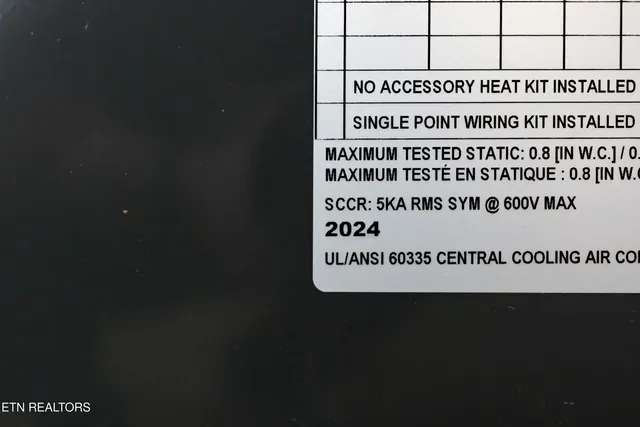 NO ACCESSORY HEAT KIT INSTALLED
SINGLE POINT WIRING KIT INSTALLED
MAXIMUM TESTED STATIC: 0.8 [IN W.C.] / 0.
MAXIMUM TESTÉ EN STATIQUE : 0.8 [IN W.
SCCR: 5KA RMS SYM @ 600V MAX
2024
UL/ANSI 60335 CENTRAL COOLING AIR
ETN REALTORS